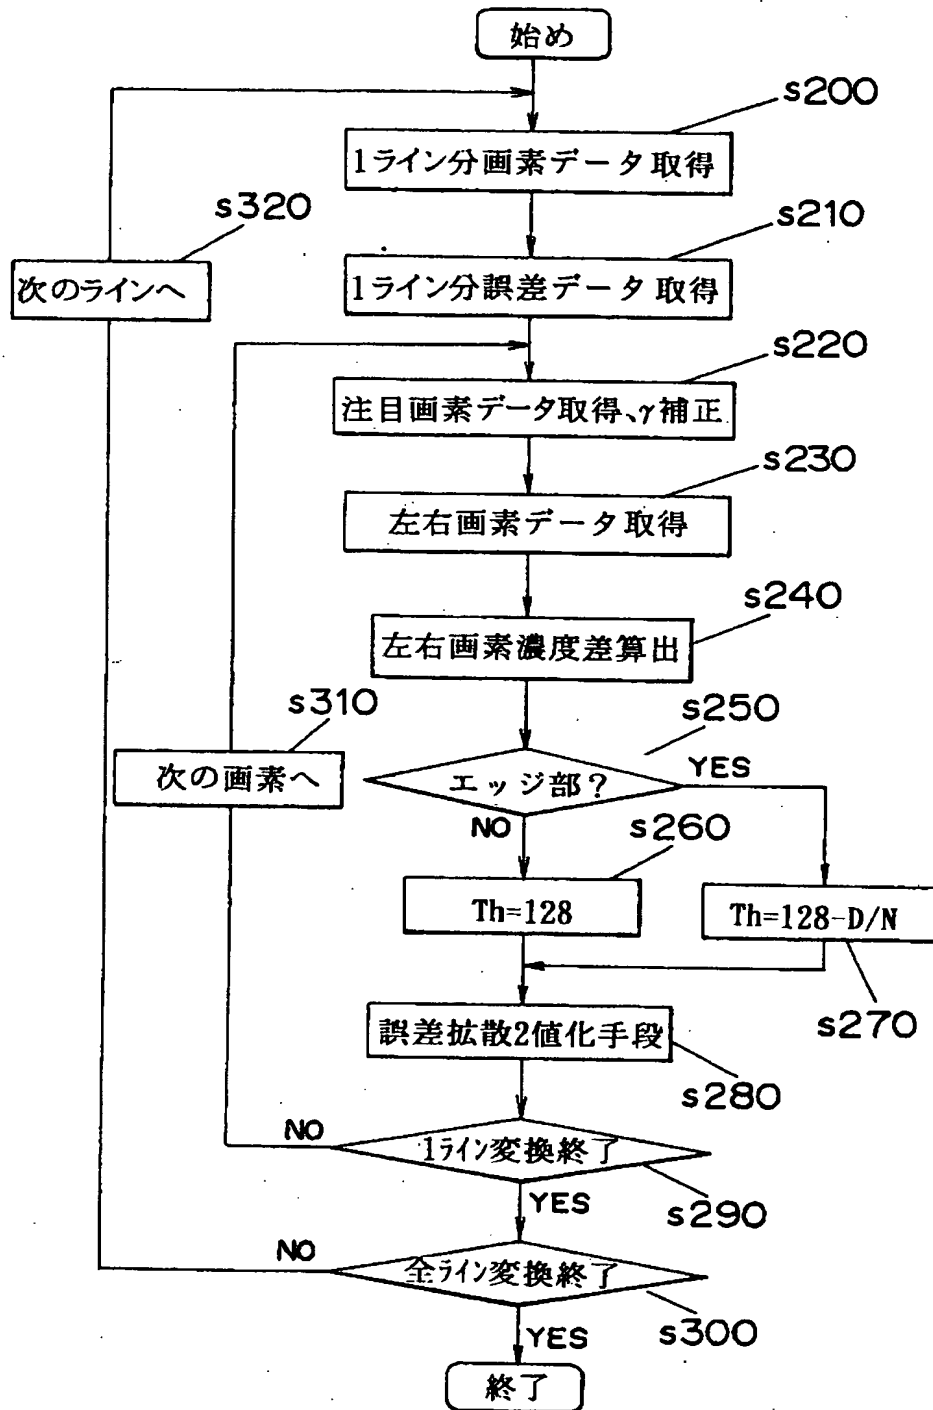 始め
s200
1ライン分画素データ取得
s320
s210
次のラインへ
1ライン分誤差データ取得
s220
注目画素データ取得、γ補正
s230
左右画素データ取得
s240
左右画素濃度差算出
s310
s250
次の画素へ
エッジ部?
YES
NO
s260
Th=128
Th=128-D/N
s270
誤差拡散2値化手段
s280
NO
1ライン変換終了
YES
s290
NO
全ライン変換終了
YES
s300
終了